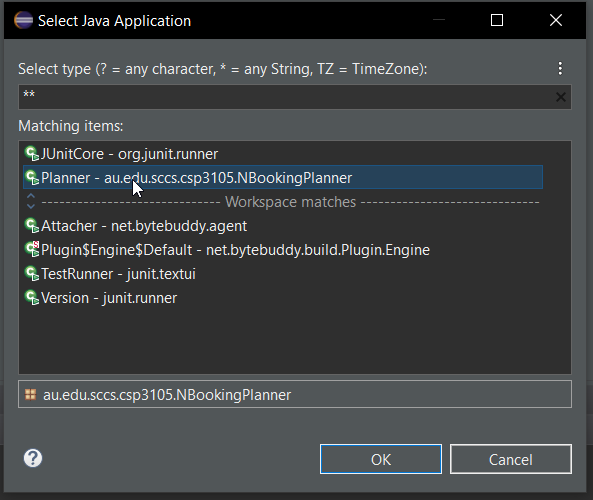 Select Java Application
Select type (? = any character, * = any String, TZ = TimeZone):
**
Matching items:
JUnitCore - org.junit.runner
Planner - au.edu.sccs.csp3105.NBookingPlanner
Workspace matches
Attacher - net.bytebuddy.agent
Plugin$Engine$Default - net.bytebuddy.build.Plugin.Engine
TestRunner - junit.textui
Version - junit.runner
au.edu.sccs.csp3105.NBookingPlanner
OK
Cancel